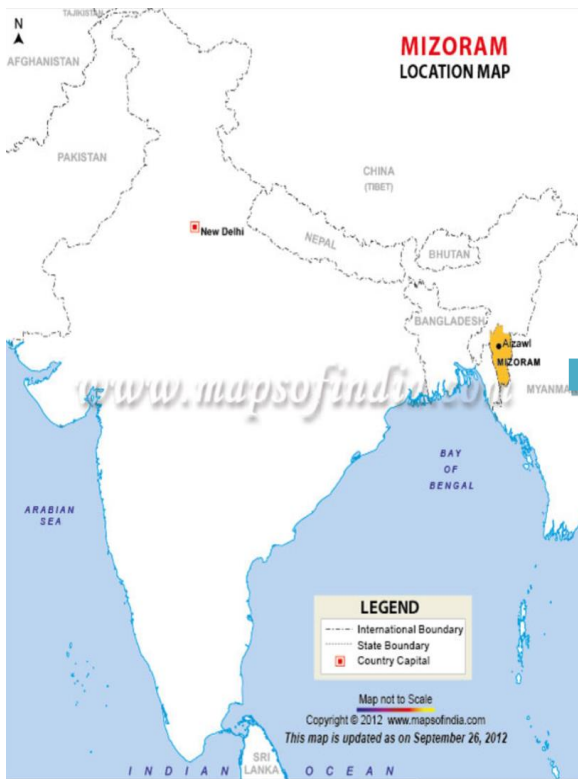 N
TAJIKISTAN
MIZORAM
LOCATION MAP
AFGHANISTAN
PAKISTAN
CHINA
(TIBET)
New Delhi
NEPAL
BHUTAN
BANGLADESH
Aizawl
MIZORAM
MYANMA
www.mapsofindia.com
BAY
OF
BENGAL
ARABIAN
SEA
LEGEND
International Boundary
State Boundary
Country Capital
Map not to Scale
Copyright © 2012 www.mapsofindia.com
This map is updated as on September 26, 2012
SRI
LANKA
INDIAN OCEAN